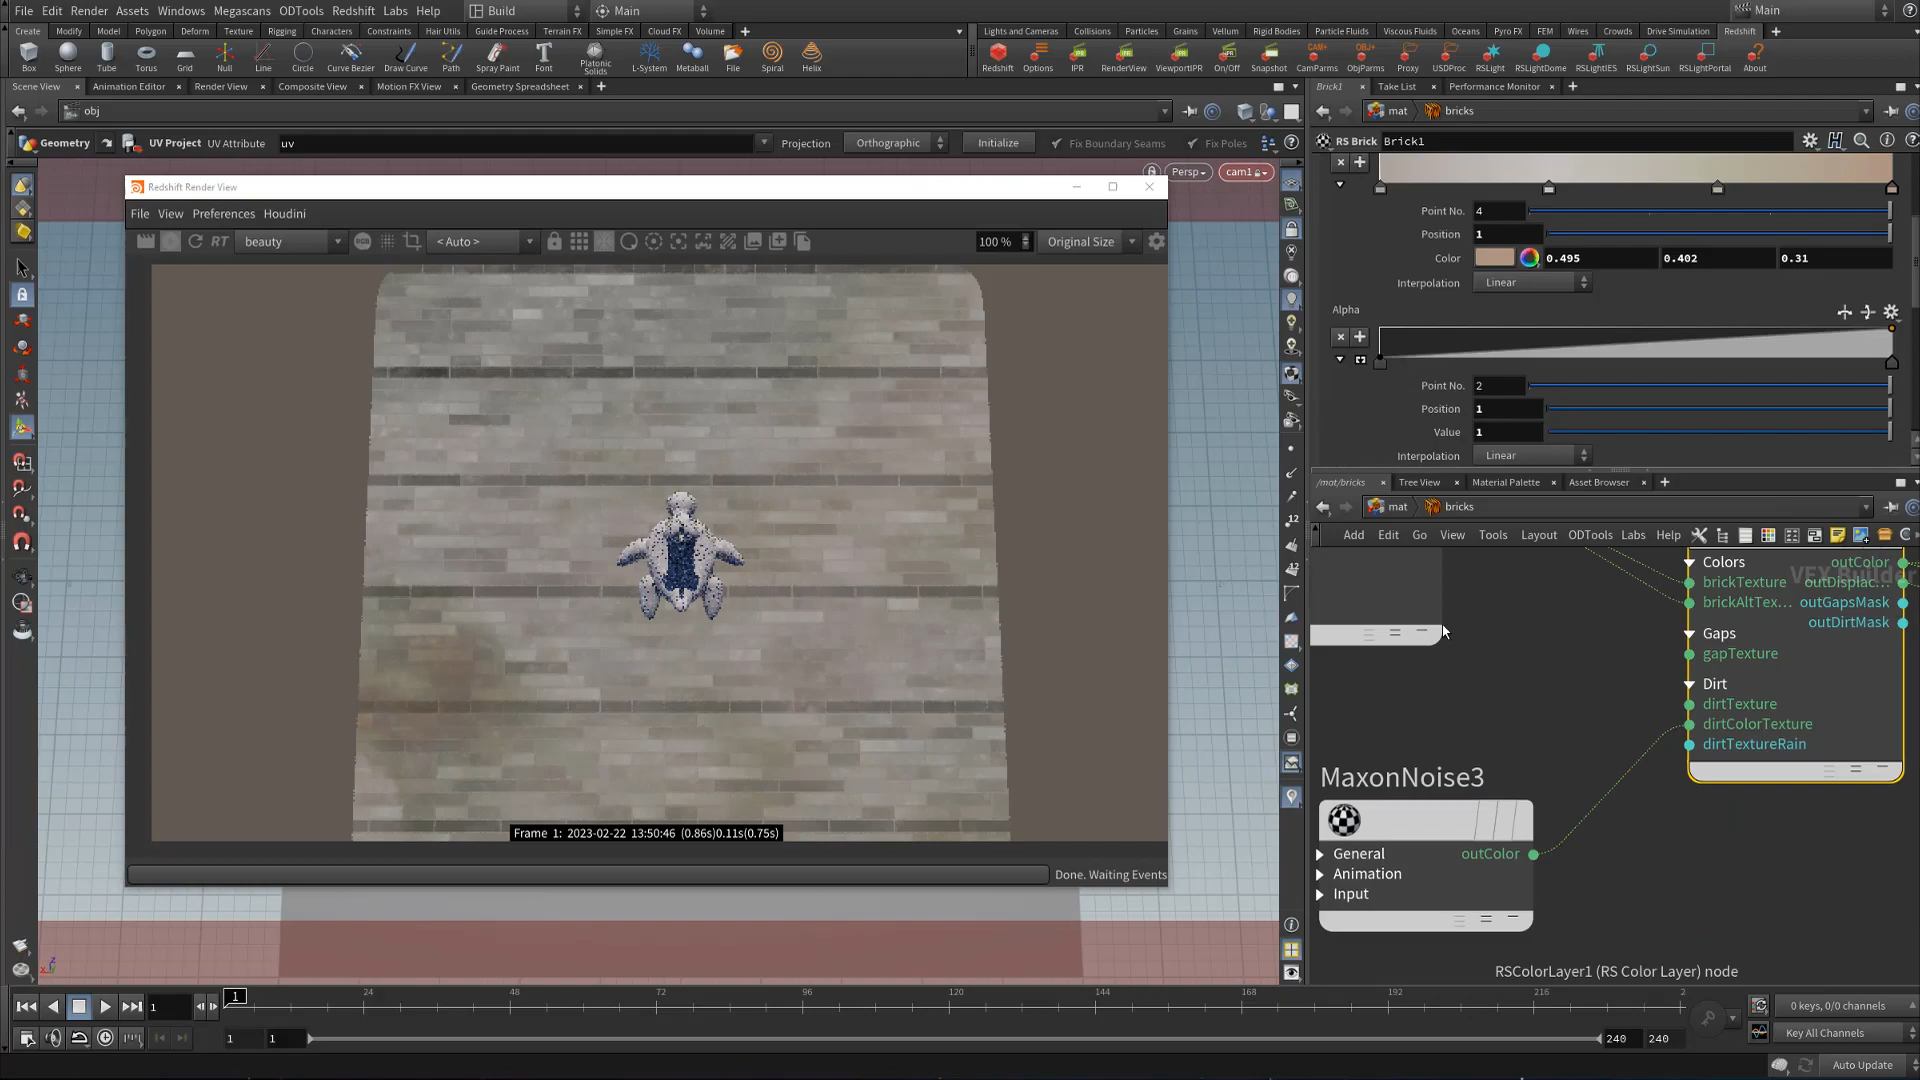 File Edit Render Assets Windows Megascans ODTools Redshift Labs Help Build Main Main
Create Modify Model Polygon Deform Texture Rigging Characters Constraints Hair Utils Guide Process Terrain FX Simple FX Cloud FX Volume
Lights and Cameras Collisions Particles Grains Vellum Rigid Bodies Particle Fluids Viscous Fluids Oceans Pyro FX FEM Wires Crowds Drive Simulation Redshift
Box Sphere Tube Torus Grid Null Line Circle Curve Bezier Draw Curve Path Spray Paint Font Platonic Solids L-System Metaball File Spiral Helix
Redshift Options IPR RenderView ViewportIPR On/Off Snapshot CamParms ObjParms Proxy USDProc RSLight RSLightDome RSLightIES RSLightSun RSLightPortal About
Scene View Animation Editor Render View Composite View Motion FX View Geometry Spreadsheet
Brick1 Take List Performance Monitor
obj
mat bricks
Geometry UV Project UV Attribute uv Projection Orthographic Initialize Fix Boundary Seams Fix Poles
RS Brick Brick1
Persp cam1
Redshift Render View
File View Preferences Houdini
RT beauty < Auto > 100 % Original Size
Point No. 4
Position 1
Color 0.495 0.402 0.31
Interpolation Linear
Alpha
Point No. 2
Position 1
Value 1
Interpolation Linear
/mat/bricks Tree View Material Palette Asset Browser
mat bricks
Add Edit Go View Tools Layout ODTools Labs Help
Colors outColor
brickTexture outDisplac...
brickAltTex... outGapsMask
outDirtMask
Gaps
gapTexture
Dirt
dirtTexture
dirtColorTexture
dirtTextureRain
MaxonNoise3
General outColor
Animation
Input
RSColorLayer1 (RS Color Layer) node
Frame 1: 2023-02-22 13:50:46 (0.86s)0.11s(0.75s)
Done. Waiting Events
1 1 24 48 72 96 120 144 168 192 216 2
0 keys, 0/0 channels
1 1 240 240
Key All Channels
Auto Update